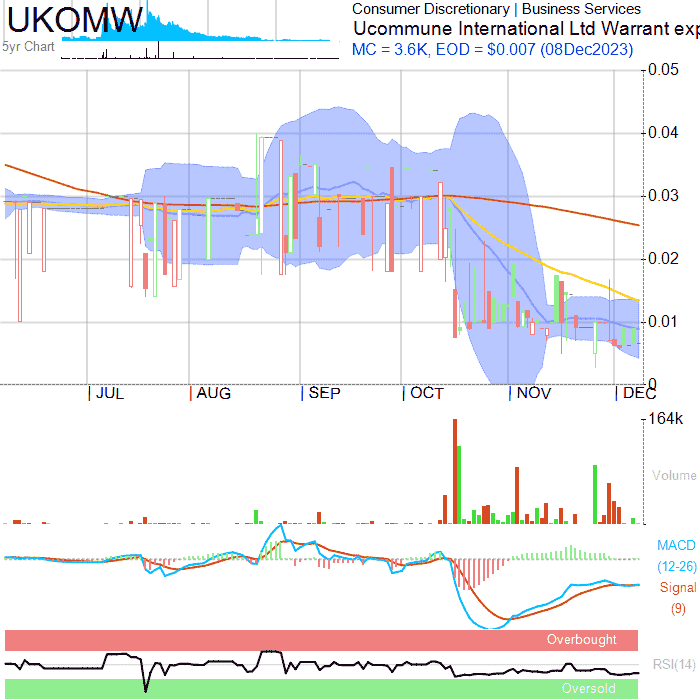 UKOMW
5yr Chart
Consumer Discretionary | Business Services
Ucommune International Ltd Warrant exp
MC = 3.6K, EOD = $0.007 (08Dec2023)
0.05
0.04
0.03
0.02
0.01
0
JUL AUG SEP OCT NOV DEC
164k
Volume
MACD
(12-26)
Signal
(9)
Overbought
RSI(14)
Oversold